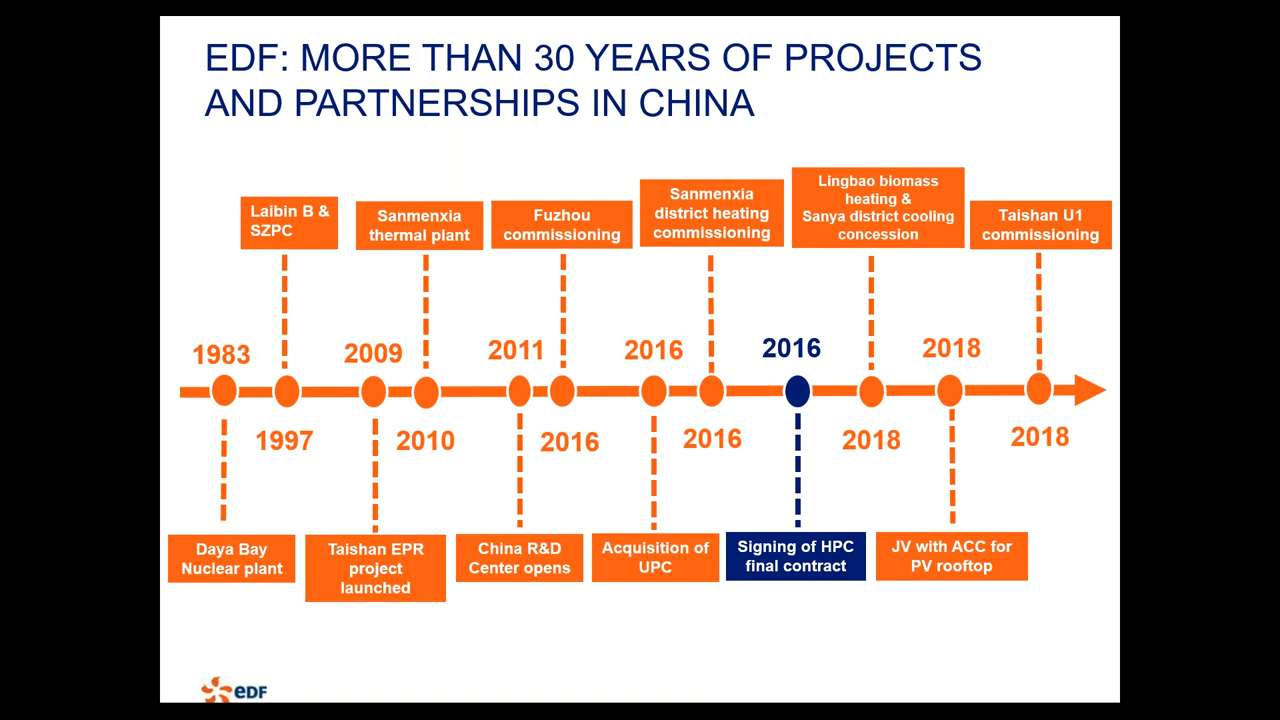 EDF: MORE THAN 30 YEARS OF PROJECTS
AND PARTNERSHIPS IN CHINA
Laibin B &
SZPC
Sanmenxia
thermal plant
Fuzhou
commissioning
Sanmenxia
district heating
commissioning
Lingbao biomass
heating &
Sanya district cooling
concession
Taishan U1
commissioning
1983
2009
2011
2016
2016
2018
1997
2010
2016
2016
2018
2018
Daya Bay
Nuclear plant
Taishan EPR
project
launched
China R&D
Center opens
Acquisition of
UPC
Signing of HPC
final contract
JV with ACC for
PV rooftop
eDF